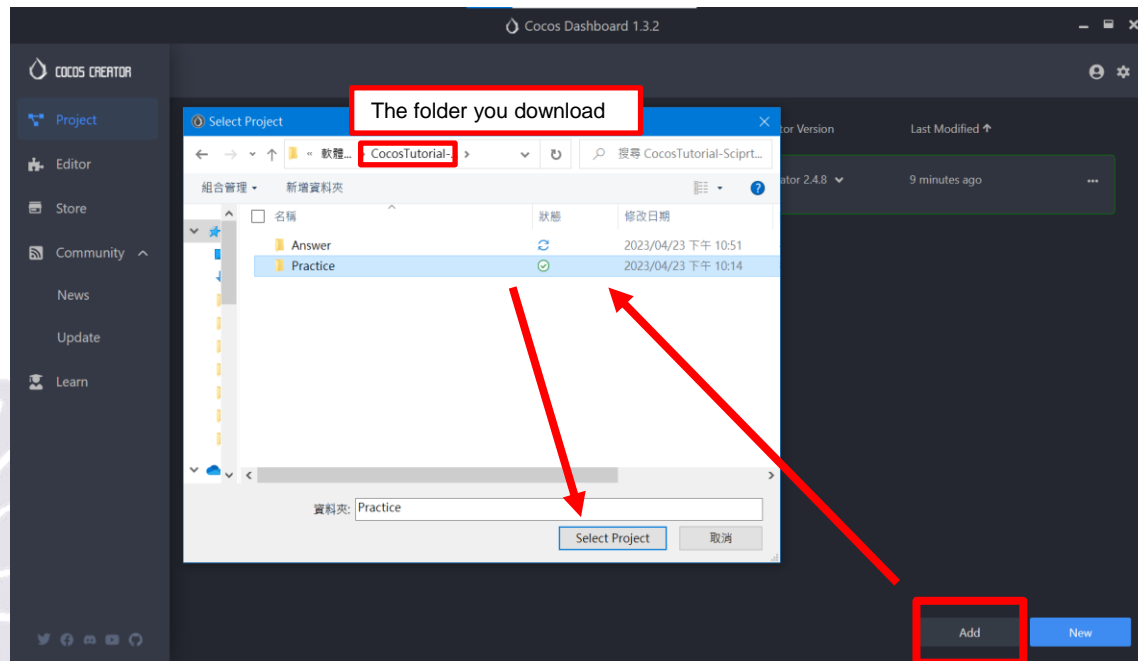 Cocos Dashboard 1.3.2
COCOS CREATOR
Project
Editor
Store
Community
News
Update
Learn
The folder you download
Select Project
« 軟體... CocosTutorial-...
搜尋 CocosTutorial-Sciprt...
組合管理 新增資料夾
名稱 狀態 修改日期
Answer 2023/04/23 下午 10:51
Practice 2023/04/23 下午 10:14
資料夾: Practice
Select Project 取消
tor Version Last Modified
ator 2.4.8 9 minutes ago
Add New